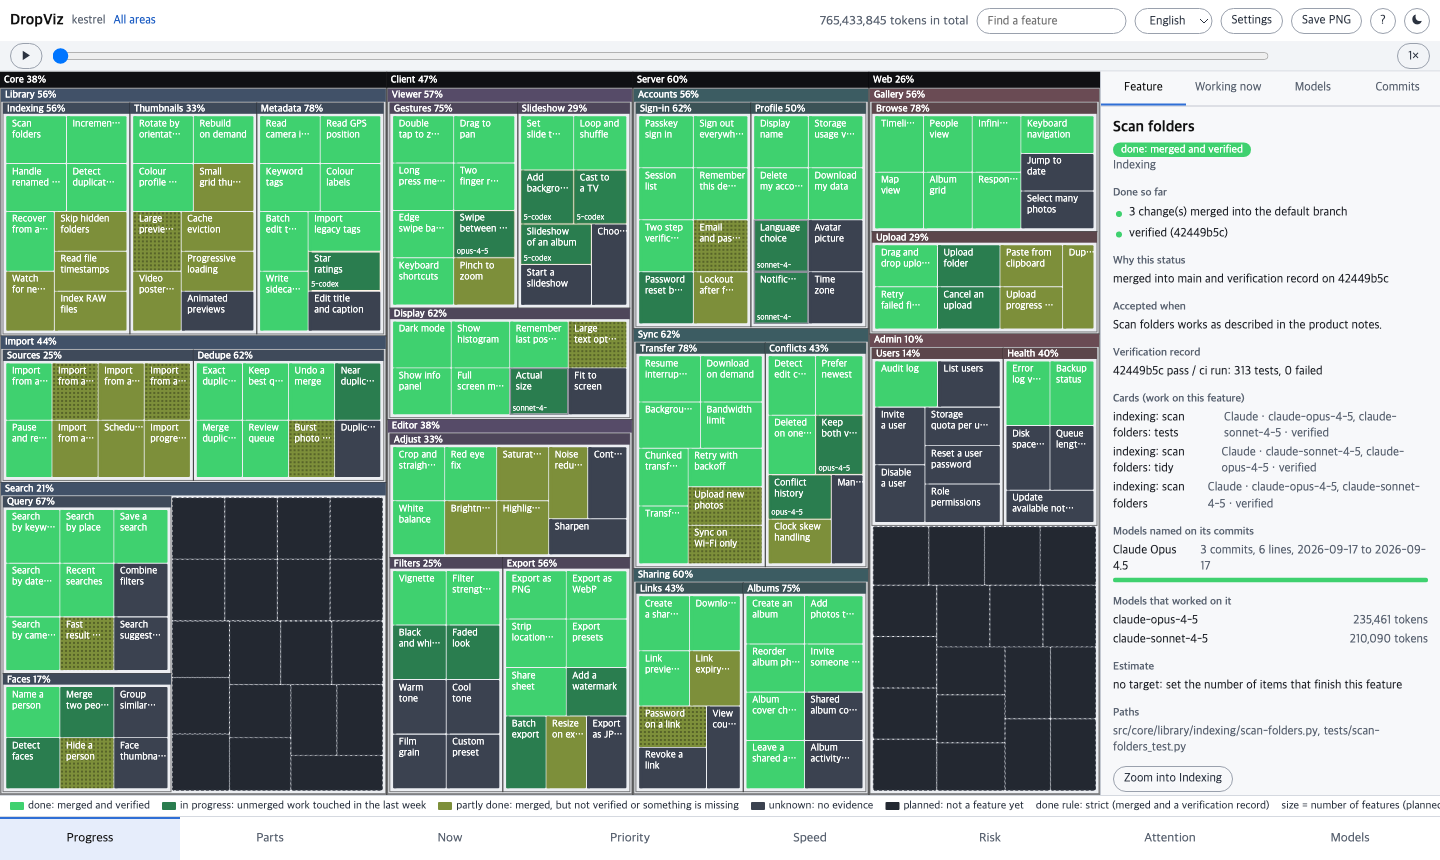 DropViz kestrel All areas
765,433,845 tokens in total
Find a feature
English
Settings
Save PNG
?
1×
Core 38%
Library 56%
Indexing 56%
Scan folders
Incremen···
Handle renamed ···
Detect duplicat···
Recover from a···
Skip hidden folders
Read file timestamps
Watch for ne···
Index RAW files
Thumbnails 33%
Rotate by orientat···
Rebuild on demand
Colour profile ···
Small grid thu···
Large previe···
Cache eviction
Progressive loading
Video poster···
Animated previews
Metadata 78%
Read camera i···
Read GPS position
Keyword tags
Colour labels
Batch edit t···
Import legacy tags
Write sideca···
Star ratings
5-codex
Edit title and caption
Import 44%
Sources 25%
Import from a···
Import from a···
Import from a···
Import from a···
Pause and re···
Import from a···
Schedu···
Import progre···
Dedupe 62%
Exact duplic···
Keep best q···
Undo a merge
Near duplic···
Merge duplic···
Review queue
Burst photo ···
Duplic···
Search 21%
Query 67%
Search by keyw···
Search by place
Save a search
Search by date···
Recent searches
Combine filters
Search by came···
Fast result ···
Search suggest···
Faces 17%
Name a person
Merge two peo···
Group similar···
Detect faces
Hide a person
Face thumbna···
Client 47%
Viewer 57%
Gestures 75%
Double tap to z···
Drag to pan
Long press me···
Two finger r···
Edge swipe ba···
Swipe between ···
opus-4-5
Keyboard shortcuts
Pinch to zoom
Slideshow 29%
Set slide t···
Loop and shuffle
Add backgro···
5-codex
Cast to a TV
5-codex
Slideshow of an album
5-codex
Choo···
Start a slideshow
Display 62%
Dark mode
Show histogram
Remember last pos···
Large text opt···
Show info panel
Full screen m···
Actual size
sonnet-4-
Fit to screen
Editor 38%
Adjust 33%
Crop and straigh···
Red eye fix
Saturat···
Noise redu···
Cont···
White balance
Brightn···
Highlig···
Sharpen
Filters 25%
Vignette
Filter strengt···
Black and whi···
Faded look
Warm tone
Cool tone
Film grain
Custom preset
Export 56%
Export as PNG
Export as WebP
Strip location···
Export presets
Share sheet
Add a watermark
Batch export
Resize on ex···
Export as JP···
Server 60%
Accounts 56%
Sign-in 62%
Passkey sign in
Sign out everywh···
Session list
Remember this de···
Two step verific···
Email and pas···
Password reset b···
Lockout after f···
Profile 50%
Display name
Storage usage v···
Delete my acco···
Download my data
Language choice
sonnet-4-
Avatar picture
Notific···
sonnet-4-
Time zone
Sync 62%
Transfer 78%
Resume interrup···
Download on demand
Backgrou···
Bandwidth limit
Chunked transf···
Retry with backoff
Upload new photos
Transf···
Sync on Wi-Fi only
Conflicts 43%
Detect edit c···
Prefer newest
Deleted on one···
Keep both v···
opus-4-5
Conflict history
opus-4-5
Man···
Clock skew handling
Sharing 60%
Links 43%
Create a shar···
Downlo···
Link previe···
Link expiry···
Password on a link
View cou···
Revoke a link
Albums 75%
Create an album
Add photos t···
Reorder album ph···
Invite someone ···
Album cover ch···
Shared album co···
Leave a shared a···
Album activity···
Web 26%
Gallery 56%
Browse 78%
Timeli···
People view
Infini···
Keyboard navigation
Jump to date
Map view
Album grid
Respon···
Select many photos
Upload 29%
Drag and drop uplo···
Upload folder
Paste from clipboard
Dup···
Retry failed fi···
Cancel an upload
Upload progress ···
Admin 10%
Users 14%
Audit log
List users
Invite a user
Storage quota per u···
Reset a user password
Disable a user
Role permissions
Health 40%
Error log v···
Backup status
Disk space···
Queue lengt···
Update available not···
Feature Working now Models Commits
Scan folders
done: merged and verified
Indexing
Done so far
3 change(s) merged into the default branch
verified (42449b5c)
Why this status
merged into main and verification record on 42449b5c
Accepted when
Scan folders works as described in the product notes.
Verification record
42449b5c pass / ci run: 313 tests, 0 failed
Cards (work on this feature)
indexing: scan folders: tests
Claude · claude-opus-4-5, claude-sonnet-4-5 · verified
indexing: scan folders: tidy
Claude · claude-sonnet-4-5, claude-opus-4-5 · verified
indexing: scan folders
Claude · claude-opus-4-5, claude-sonnet-4-5 · verified
Models named on its commits
Claude Opus 4.5
3 commits, 6 lines, 2026-09-17 to 2026-09-17
Models that worked on it
claude-opus-4-5 235,461 tokens
claude-sonnet-4-5 210,090 tokens
Estimate
no target: set the number of items that finish this feature
Paths
src/core/library/indexing/scan-folders.py, tests/scan-folders_test.py
Zoom into Indexing
done: merged and verified
in progress: unmerged work touched in the last week
partly done: merged, but not verified or something is missing
unknown: no evidence
planned: not a feature yet
done rule: strict (merged and a verification record)
size = number of features (planned
Progress Parts Now Priority Speed Risk Attention Models